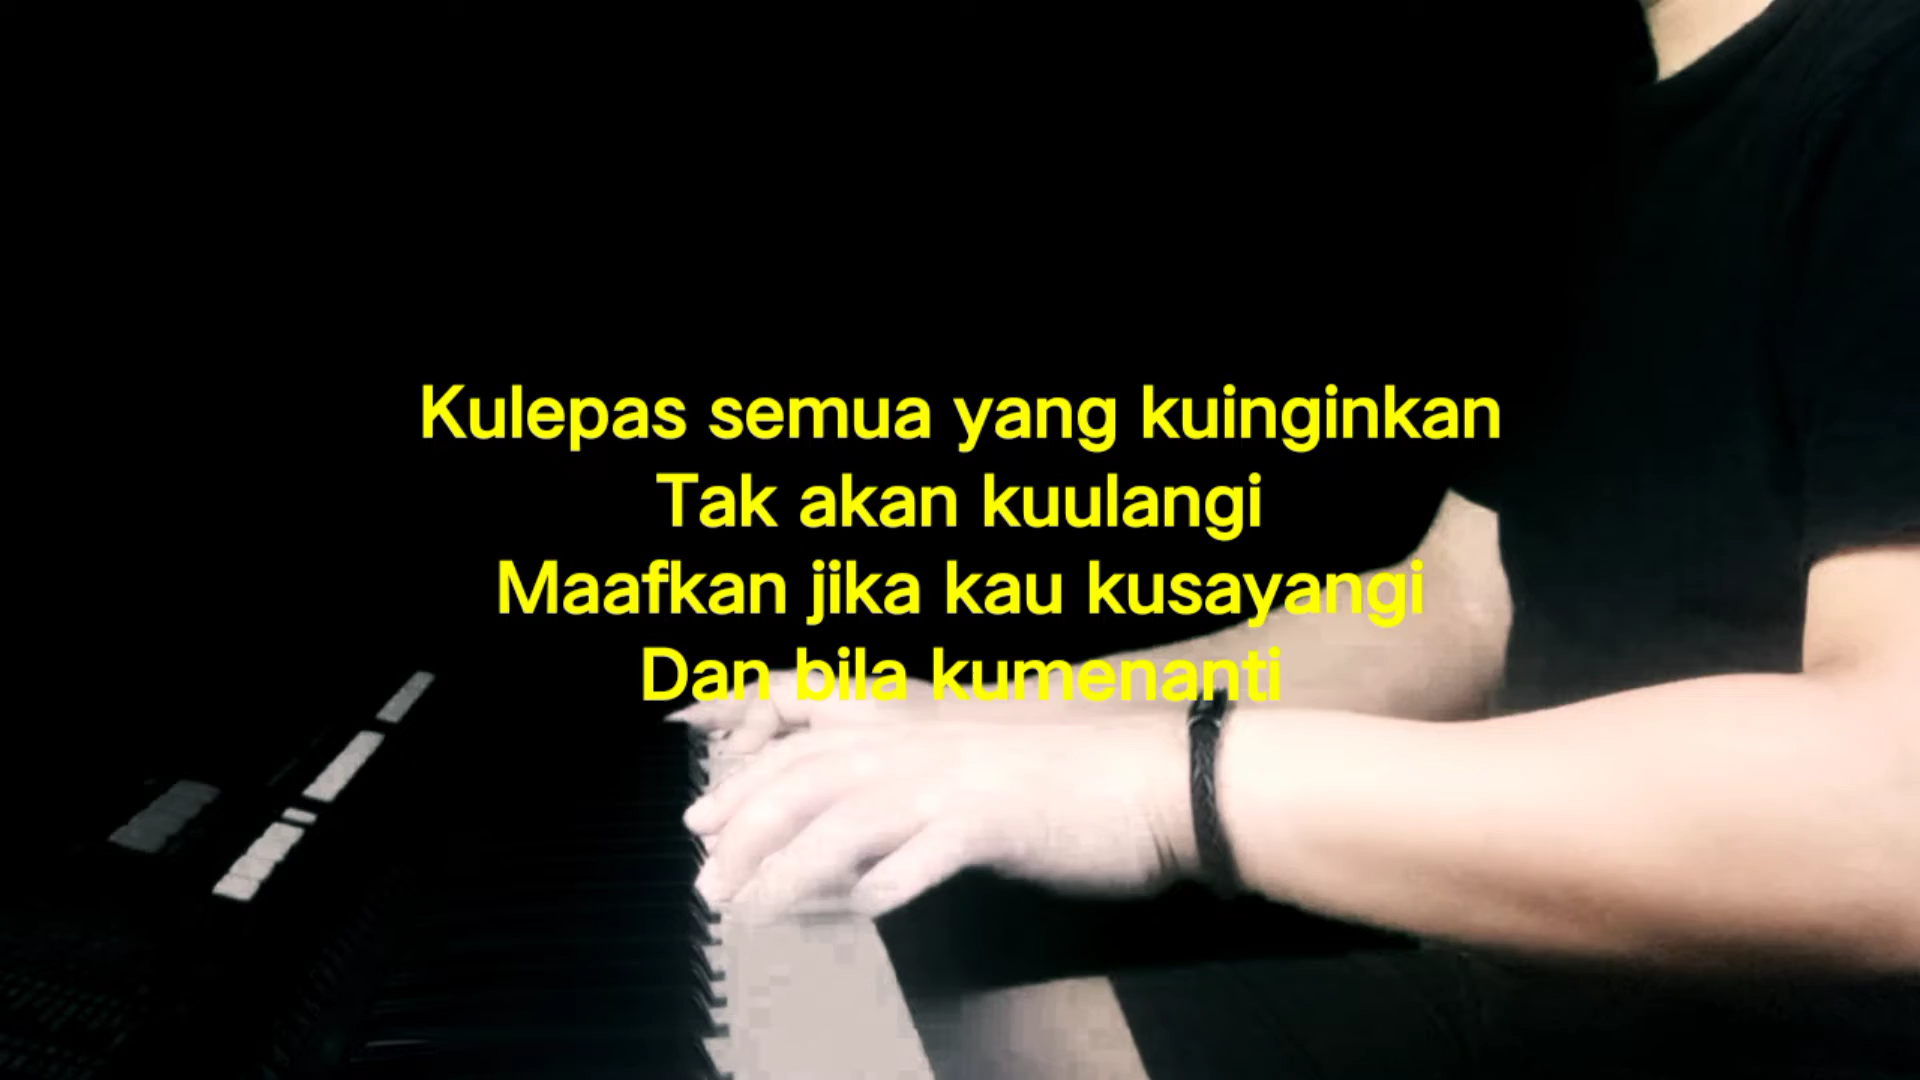 Kulepas semua yang kuinginkan
Tak akan kuulangi
Maafkan jika kau kusayangi
Dan bila kumenanti